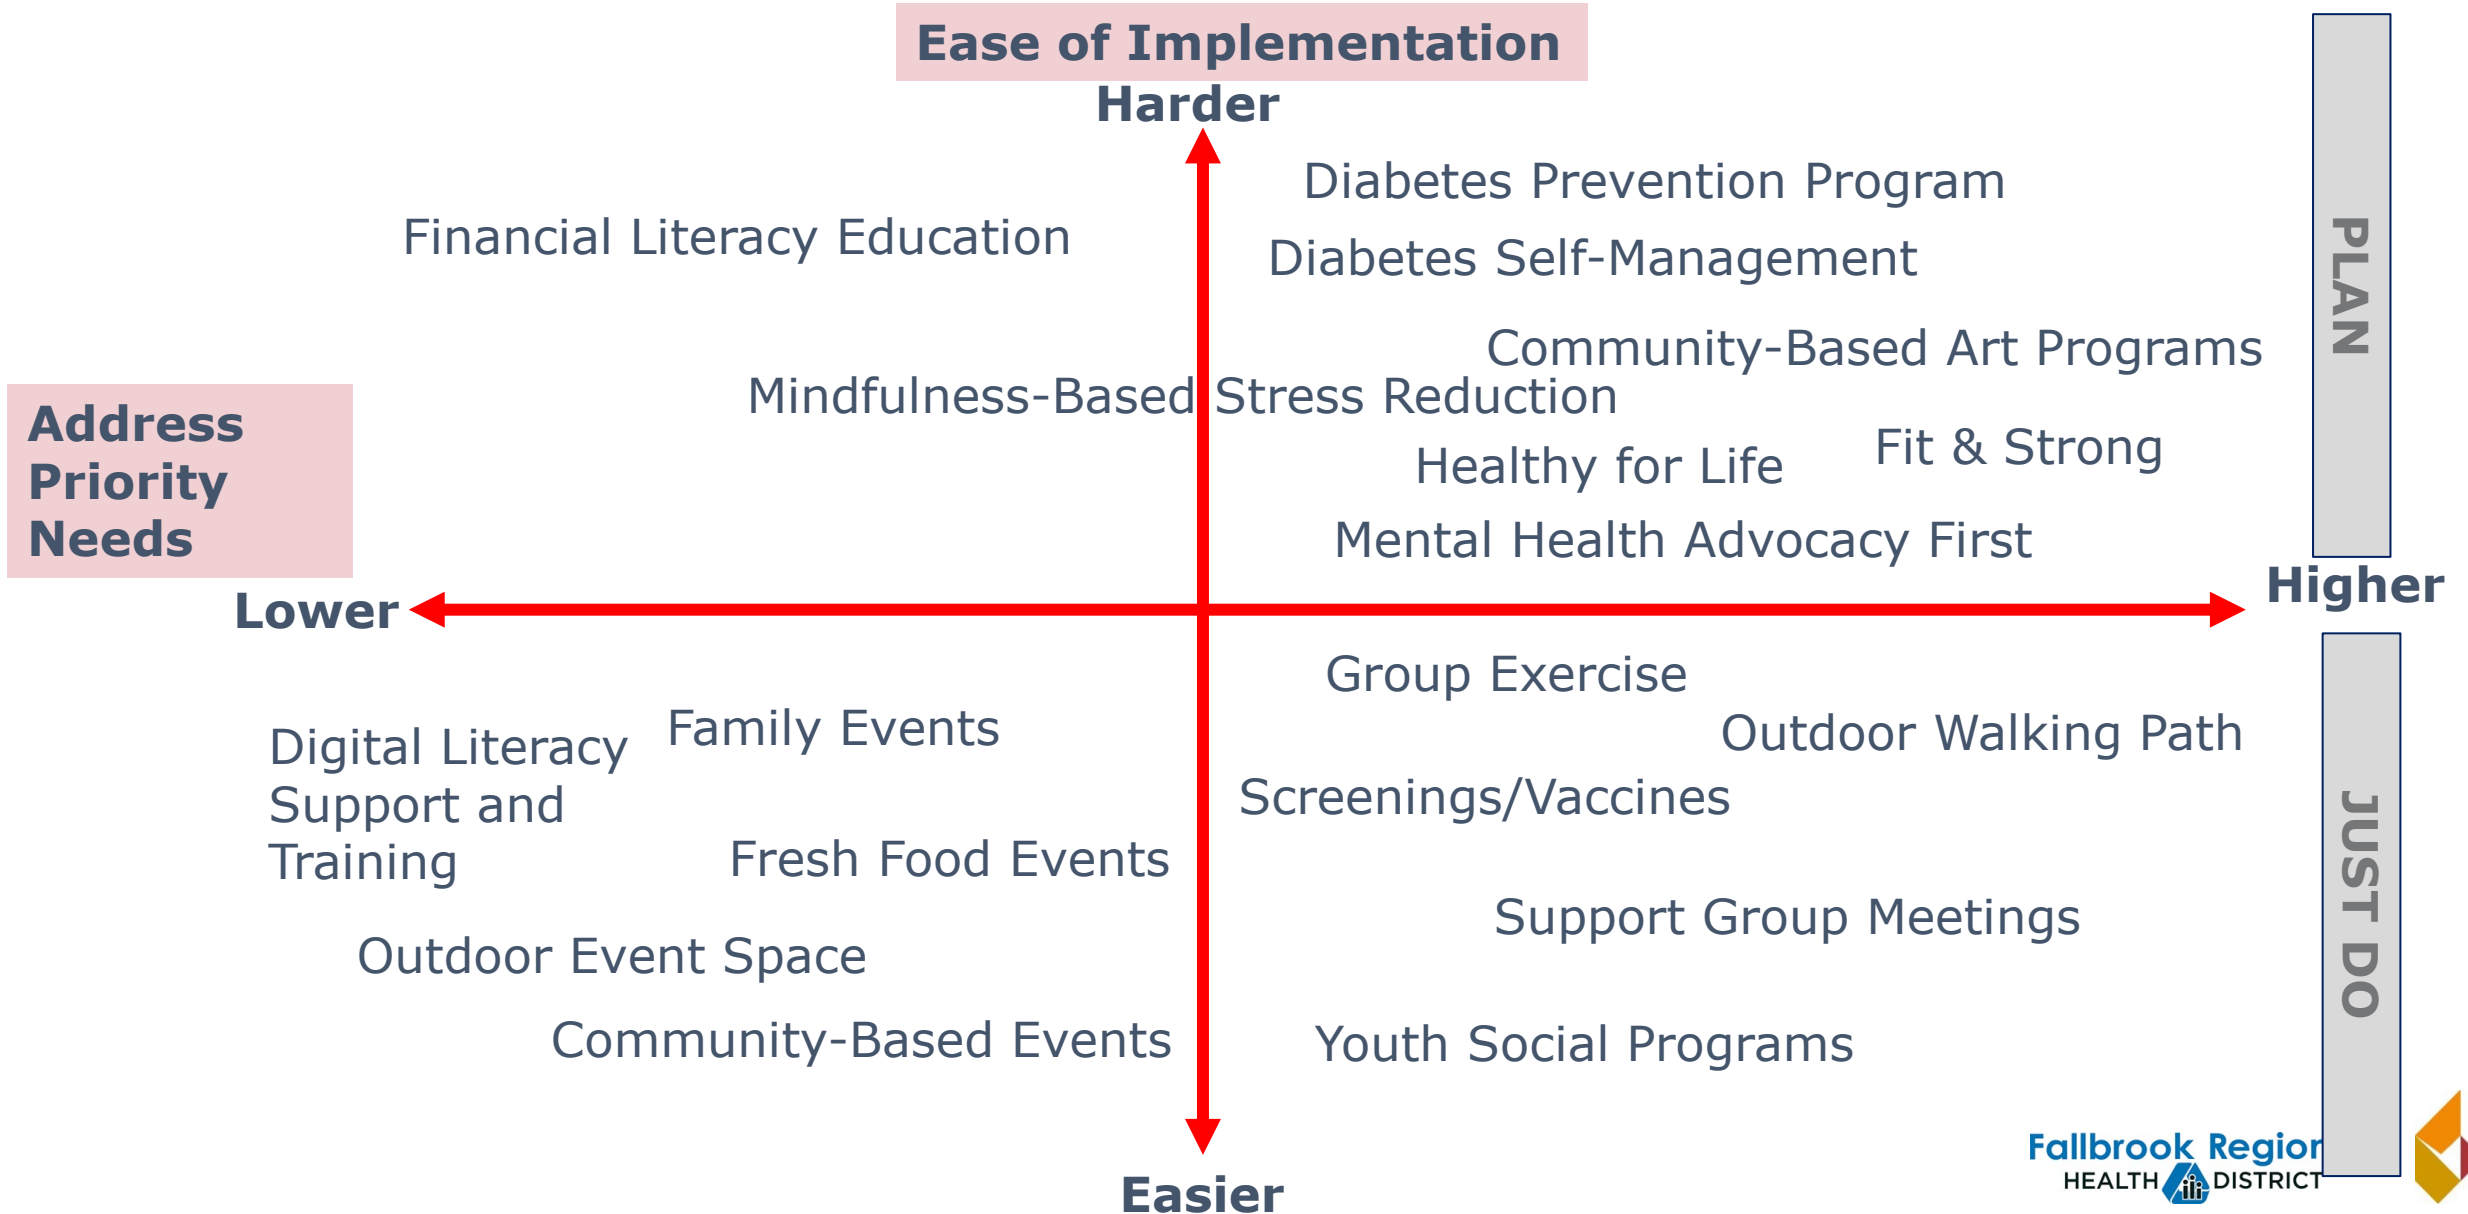 Ease of Implementation
Harder
Diabetes Prevention Program
Financial Literacy Education
Diabetes Self-Management
PLAN
Community-Based Art Programs
Mindfulness-Based Stress Reduction
Address
Priority
Needs
Fit & Strong
Healthy for Life
Mental Health Advocacy First
Lower
Higher
Group Exercise
Family Events
Outdoor Walking Path
Digital Literacy
Support and
Training
Screenings/Vaccines
Fresh Food Events
JUST DO
Support Group Meetings
Outdoor Event Space
Community-Based Events
Youth Social Programs
Easier
Fallbrook Region
HEALTH DISTRICT